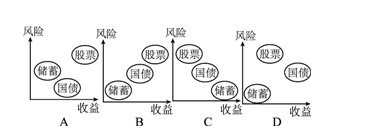 风险 风险 风险 风险
股票 股票 股票 股票
储蓄 国债 国债 国债
国债 储蓄 储蓄 储蓄
收益 收益 收益 收益
A B C D